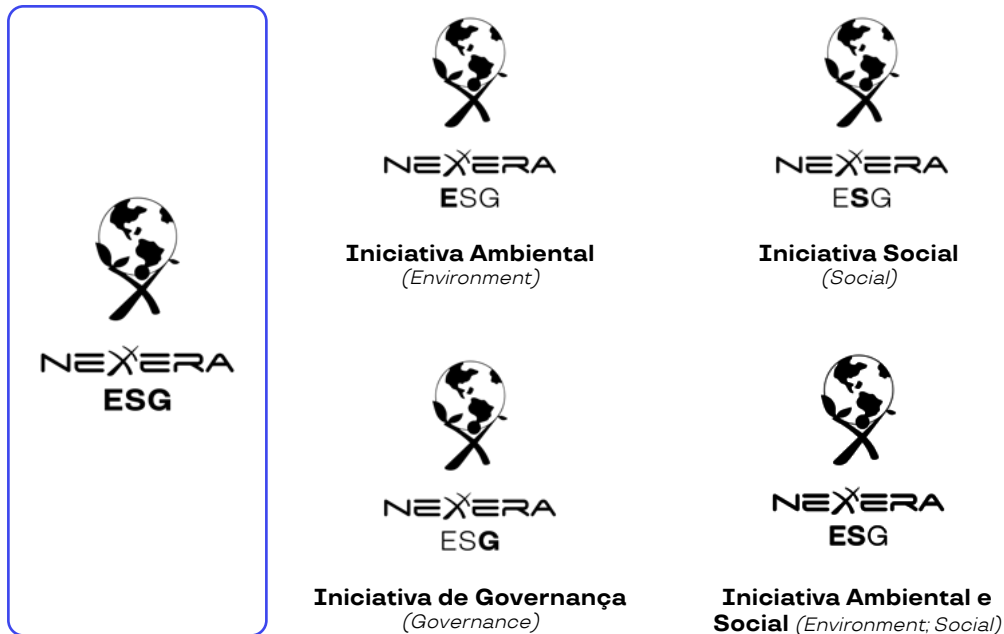 NEXERA
ESG
NEXERA
ESG
Iniciativa Ambiental
(Environment)
NEXERA
ESG
Iniciativa Social
(Social)
NEXERA
ESG
Iniciativa de Governança
(Governance)
NEXERA
ESG
Iniciativa Ambiental e
Social (Environment; Social)